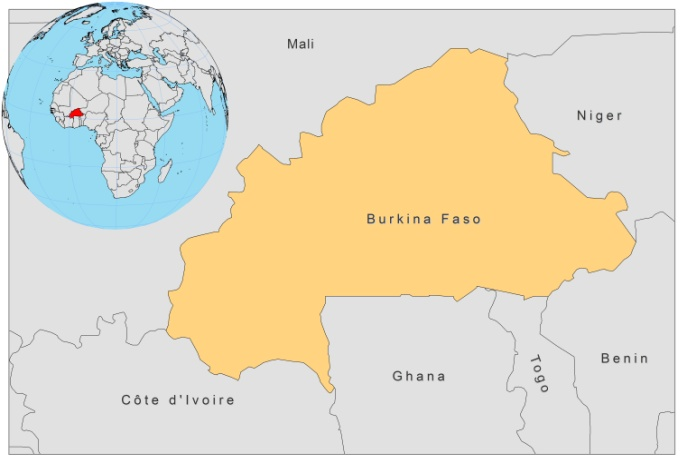 Mali
Niger
Burkina Faso
Benin
Togo
Ghana
Côte d'Ivoire